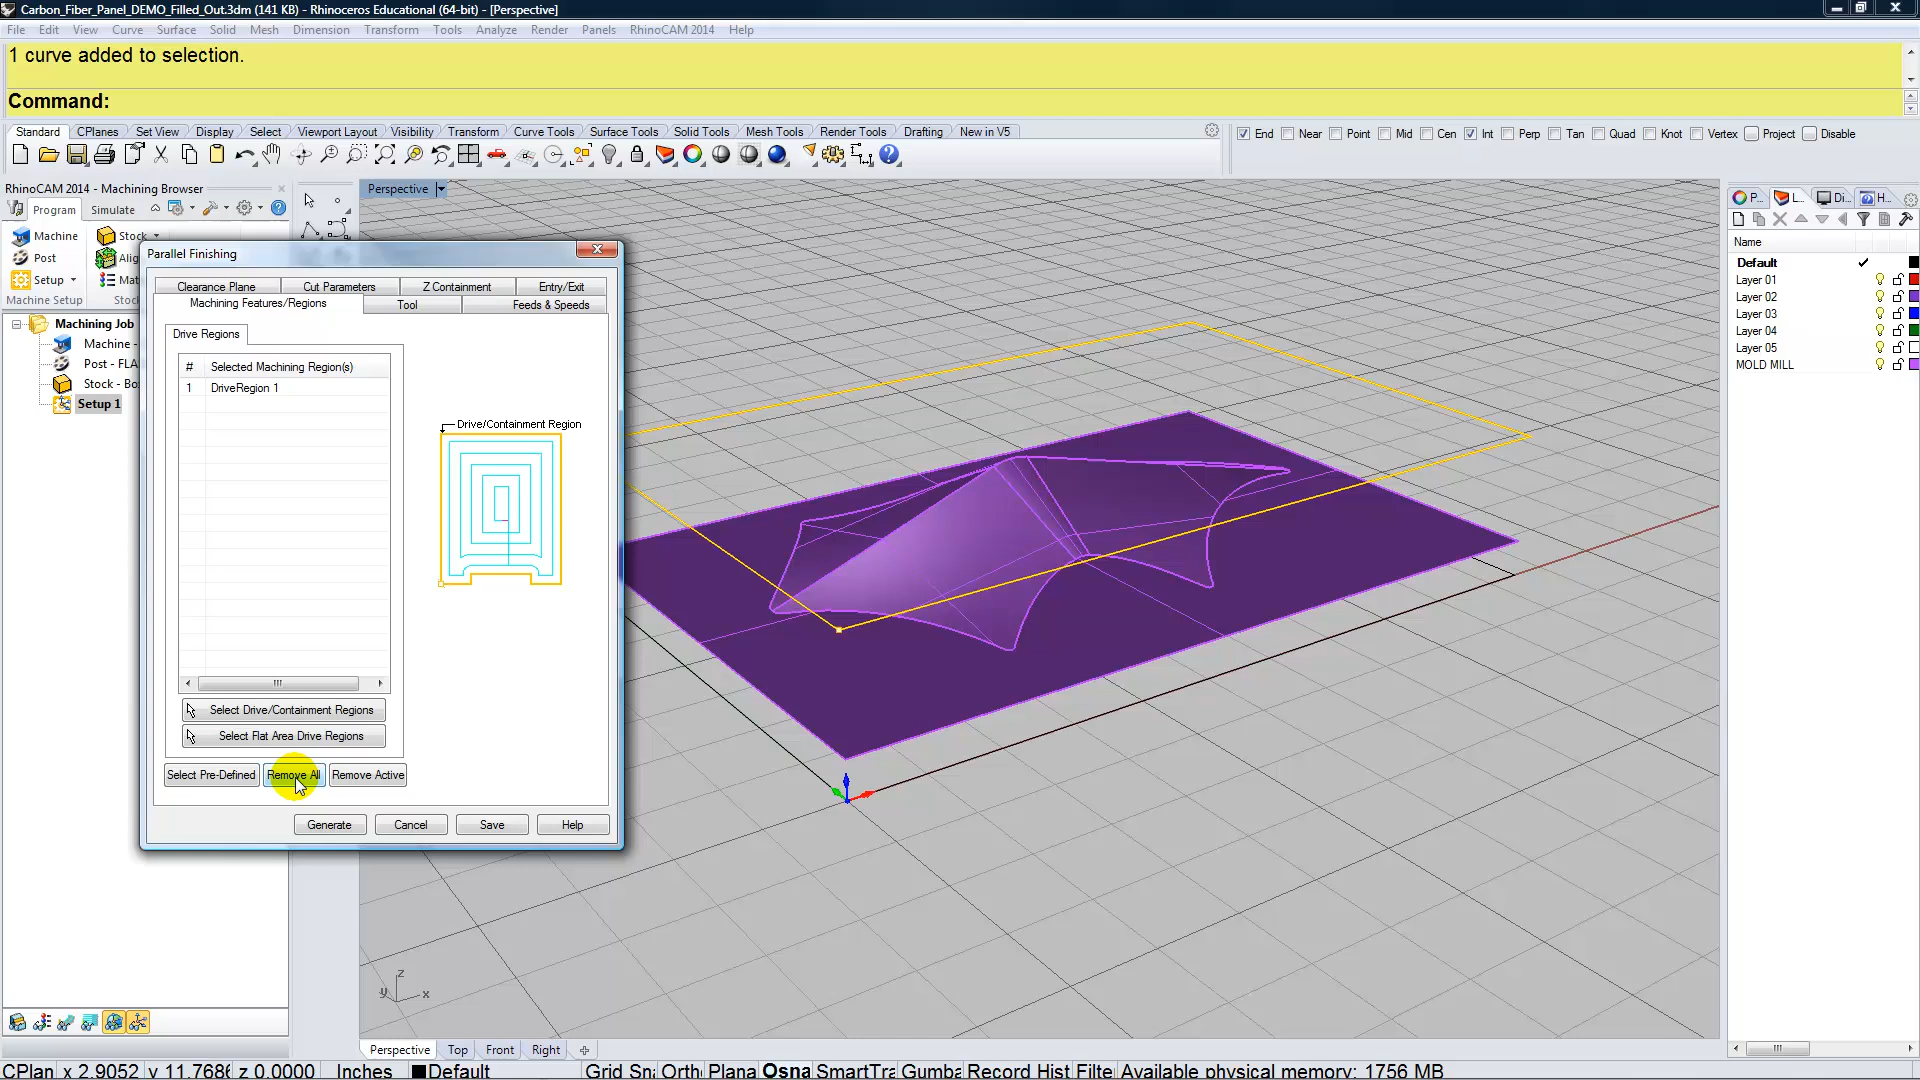 Carbon_Fiber_Panel_DEMO_Filled_Out.3dm (141 KB) - Rhinoceros Educational (64-bit) - [Perspective]
File Edit View Curve Surface Solid Mesh Dimension Transform Tools Analyze Render Panels RhinoCAM 2014 Help
1 curve added to selection.
Command:
Standard CPlanes Set View Display Select Viewport Layout Visibility Transform Curve Tools Surface Tools Solid Tools Mesh Tools Render Tools Drafting New in V5
End Near Point Mid Cen Int Perp Tan Quad Knot Vertex Project Disable
RhinoCAM 2014 - Machining Browser
Program Simulate
Machine Stock
Post Alig
Setup Mat
Machine Setup Stoc
Machining Job
Machine -
Post - FLA
Stock - Bo
Setup 1
Perspective
Parallel Finishing
Clearance Plane Cut Parameters Z Containment Entry/Exit
Machining Features/Regions Tool Feeds & Speeds
Drive Regions
# Selected Machining Region(s)
1 DriveRegion 1
Drive/Containment Region
Select Drive/Containment Regions
Select Flat Area Drive Regions
Select Pre-Defined Remove All Remove Active
Generate Cancel Save Help
P... L... Di... H...
Name
Default
Layer 01
Layer 02
Layer 03
Layer 04
Layer 05
MOLD MILL
z
y x
Perspective Top Front Right
CPlan x 2.9052 y 11.768 z 0.0000 Inches Default Grid Sn Orth Plana Osna SmartTra Gumba Record Hist Filte Available physical memory: 1756 MB